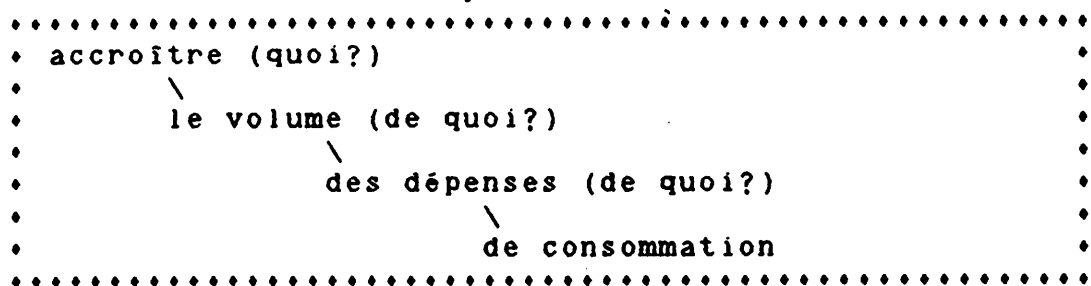 accroître (quoi?)
le volume (de quoi?)
des dépenses (de quoi?)
de consommation